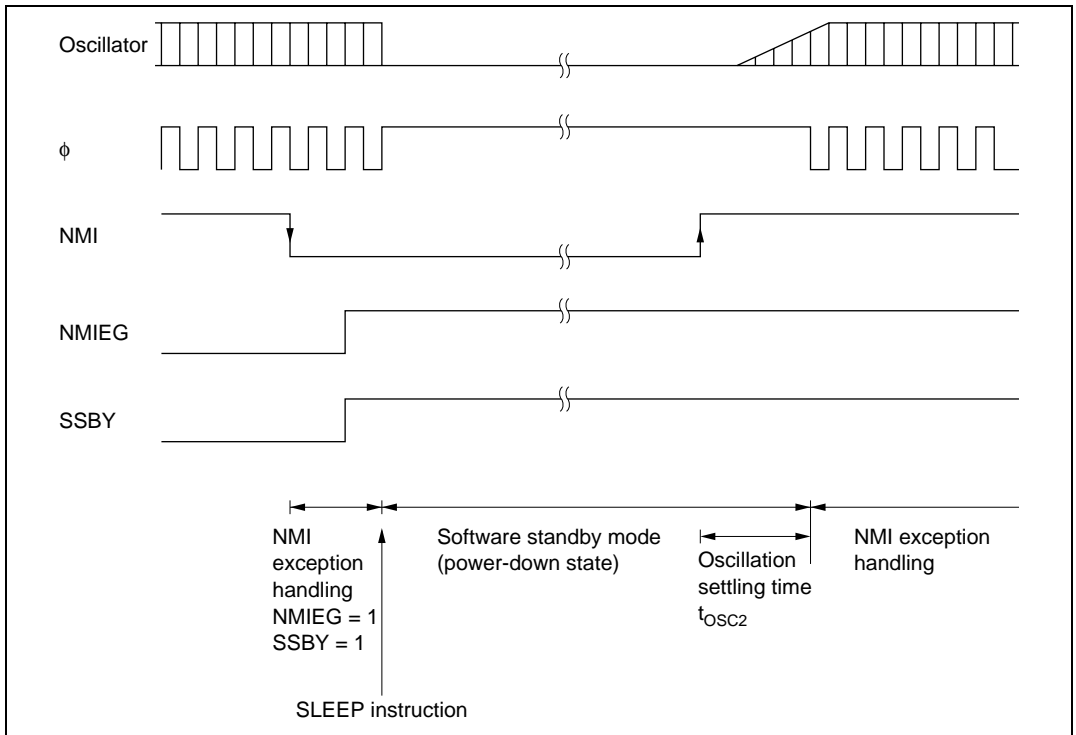 Oscillator
φ
NMI
NMIEG
SSBY
NMI
exception
handling
NMIEG = 1
SSBY = 1
Software standby mode
(power-down state)
Oscillation
settling time
tOSC2
NMI exception
handling
SLEEP instruction